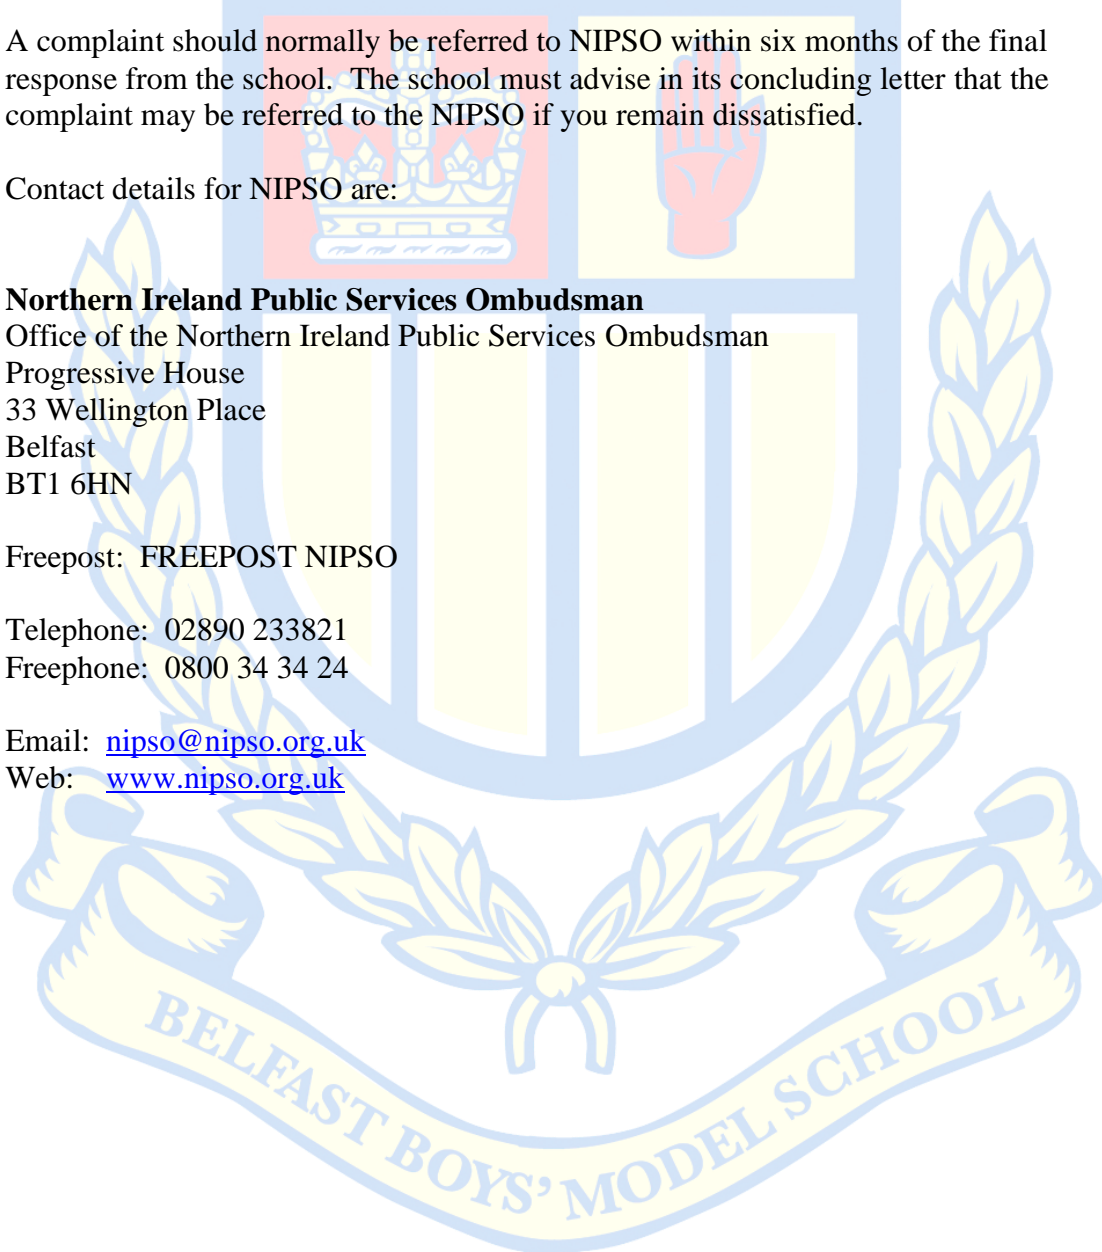 A complaint should normally be referred to NIPSO within six months of the final
response from the school.  The school must advise in its concluding letter that the
complaint may be referred to the NIPSO if you remain dissatisfied.
Contact details for NIPSO are:
Northern Ireland Public Services Ombudsman
Office of the Northern Ireland Public Services Ombudsman
Progressive House
33 Wellington Place
Belfast
BT1 6HN
Freepost:  FREEPOST NIPSO
Telephone:  02890 233821
Freephone:  0800 34 34 24
Email:  nipso@nipso.org.uk
Web:  www.nipso.org.uk
BELFAST BOYS' MODEL SCHOOL